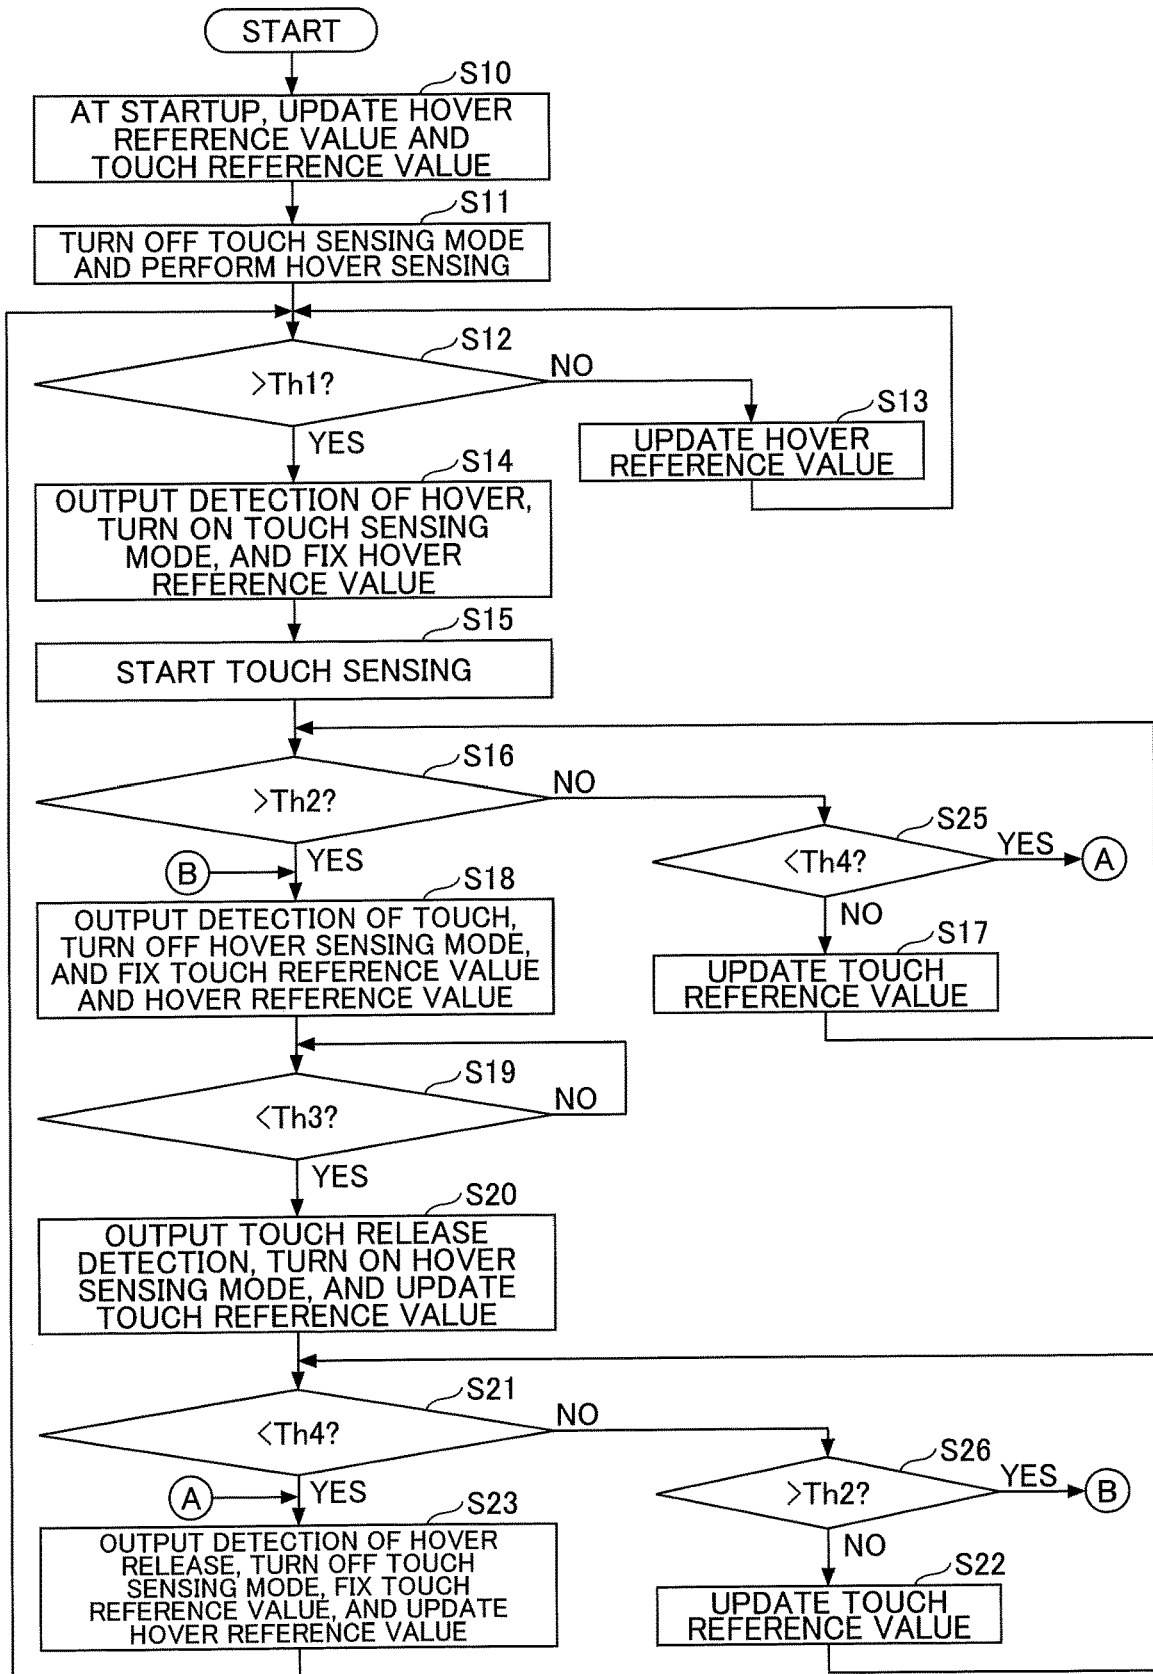 START
S10
AT STARTUP, UPDATE HOVER
REFERENCE VALUE AND
TOUCH REFERENCE VALUE
S11
TURN OFF TOUCH SENSING MODE
AND PERFORM HOVER SENSING
S12
>Th1?
NO
YES
S13
UPDATE HOVER
REFERENCE VALUE
S14
OUTPUT DETECTION OF HOVER,
TURN ON TOUCH SENSING
MODE, AND FIX HOVER
REFERENCE VALUE
S15
START TOUCH SENSING
S16
>Th2?
NO
YES
S25
<Th4?
YES
A
NO
B
S18
OUTPUT DETECTION OF TOUCH,
TURN OFF HOVER SENSING MODE,
AND FIX TOUCH REFERENCE VALUE
AND HOVER REFERENCE VALUE
S17
UPDATE TOUCH
REFERENCE VALUE
S19
<Th3?
NO
YES
S20
OUTPUT TOUCH RELEASE
DETECTION, TURN ON HOVER
SENSING MODE, AND UPDATE
TOUCH REFERENCE VALUE
S21
<Th4?
NO
YES
S26
>Th2?
YES
B
NO
A
S23
OUTPUT DETECTION OF HOVER
RELEASE, TURN OFF TOUCH
SENSING MODE, FIX TOUCH
REFERENCE VALUE, AND UPDATE
HOVER REFERENCE VALUE
S22
UPDATE TOUCH
REFERENCE VALUE